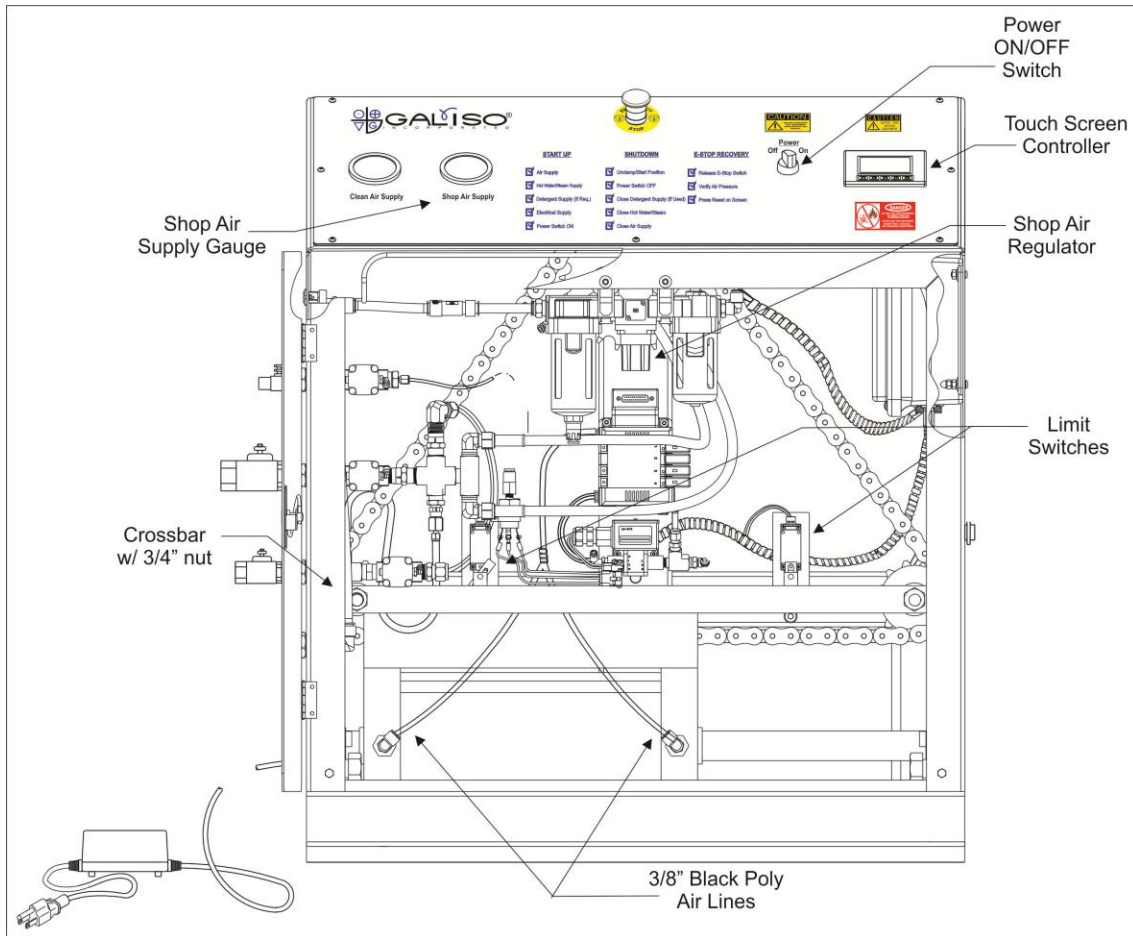 Power
ON/OFF
Switch
GALISO®
INCORPORATED
STOP
CAUTION
CAUTION
Touch Screen
Controller
Power
Off On
START UP
SHUTDOWN
E-STOP RECOVERY
Clean Air Supply
Shop Air Supply
Air Supply
Hot Water/Steam Supply
Detergent Supply (If Req.)
Electrical Supply
Power Switch ON
Unclamp/Start Position
Power Switch OFF
Close Detergent Supply (If Used)
Close Hot Water/Steam
Close Air Supply
Release E-Stop Switch
Verify Air Pressure
Press Reset on Screen
DANGER
Shop Air
Supply Gauge
Shop Air
Regulator
Limit
Switches
Crossbar
w/ 3/4” nut
3/8” Black Poly
Air Lines